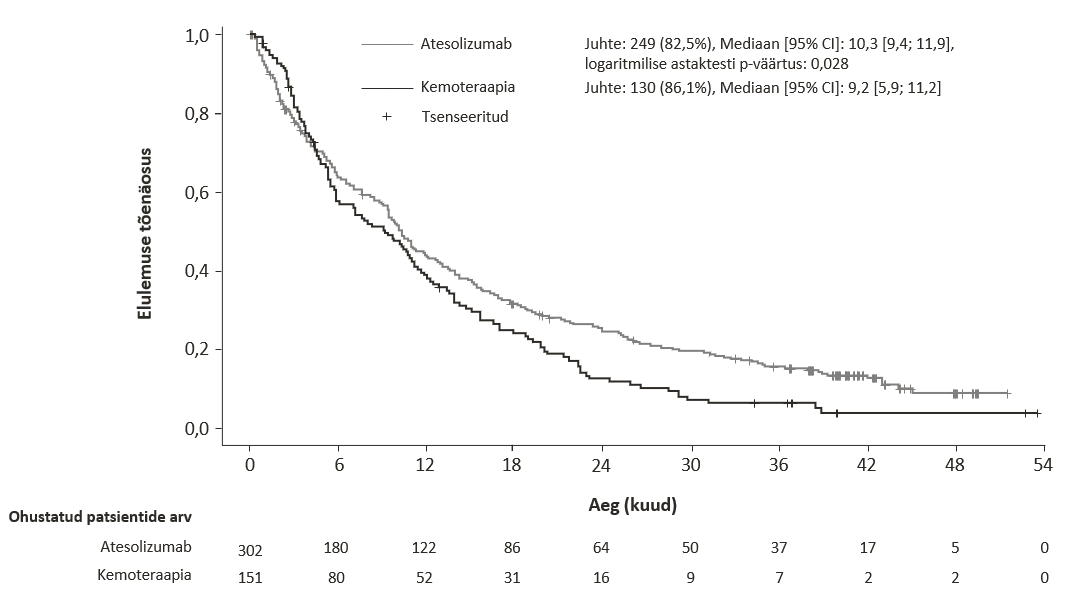 Atesolizumab Juhte: 249 (82,5%), Mediaan [95% CI]: 10,3 [9,4; 11,9],
logaritmilise astaktesti p-väärtus: 0,028
Kemoteraapia Juhte: 130 (86,1%), Mediaan [95% CI]: 9,2 [5,9; 11,2]
+ Tsenseeritud
Elulemuse tõenäosus
1,0
0,8
0,6
0,4
0,2
0,0
0 6 12 18 24 30 36 42 48 54
Aeg (kuud)
Ohustatud patsientide arv
Atesolizumab 302 180 122 86 64 50 37 17 5 0
Kemoteraapia 151 80 52 31 16 9 7 2 2 0